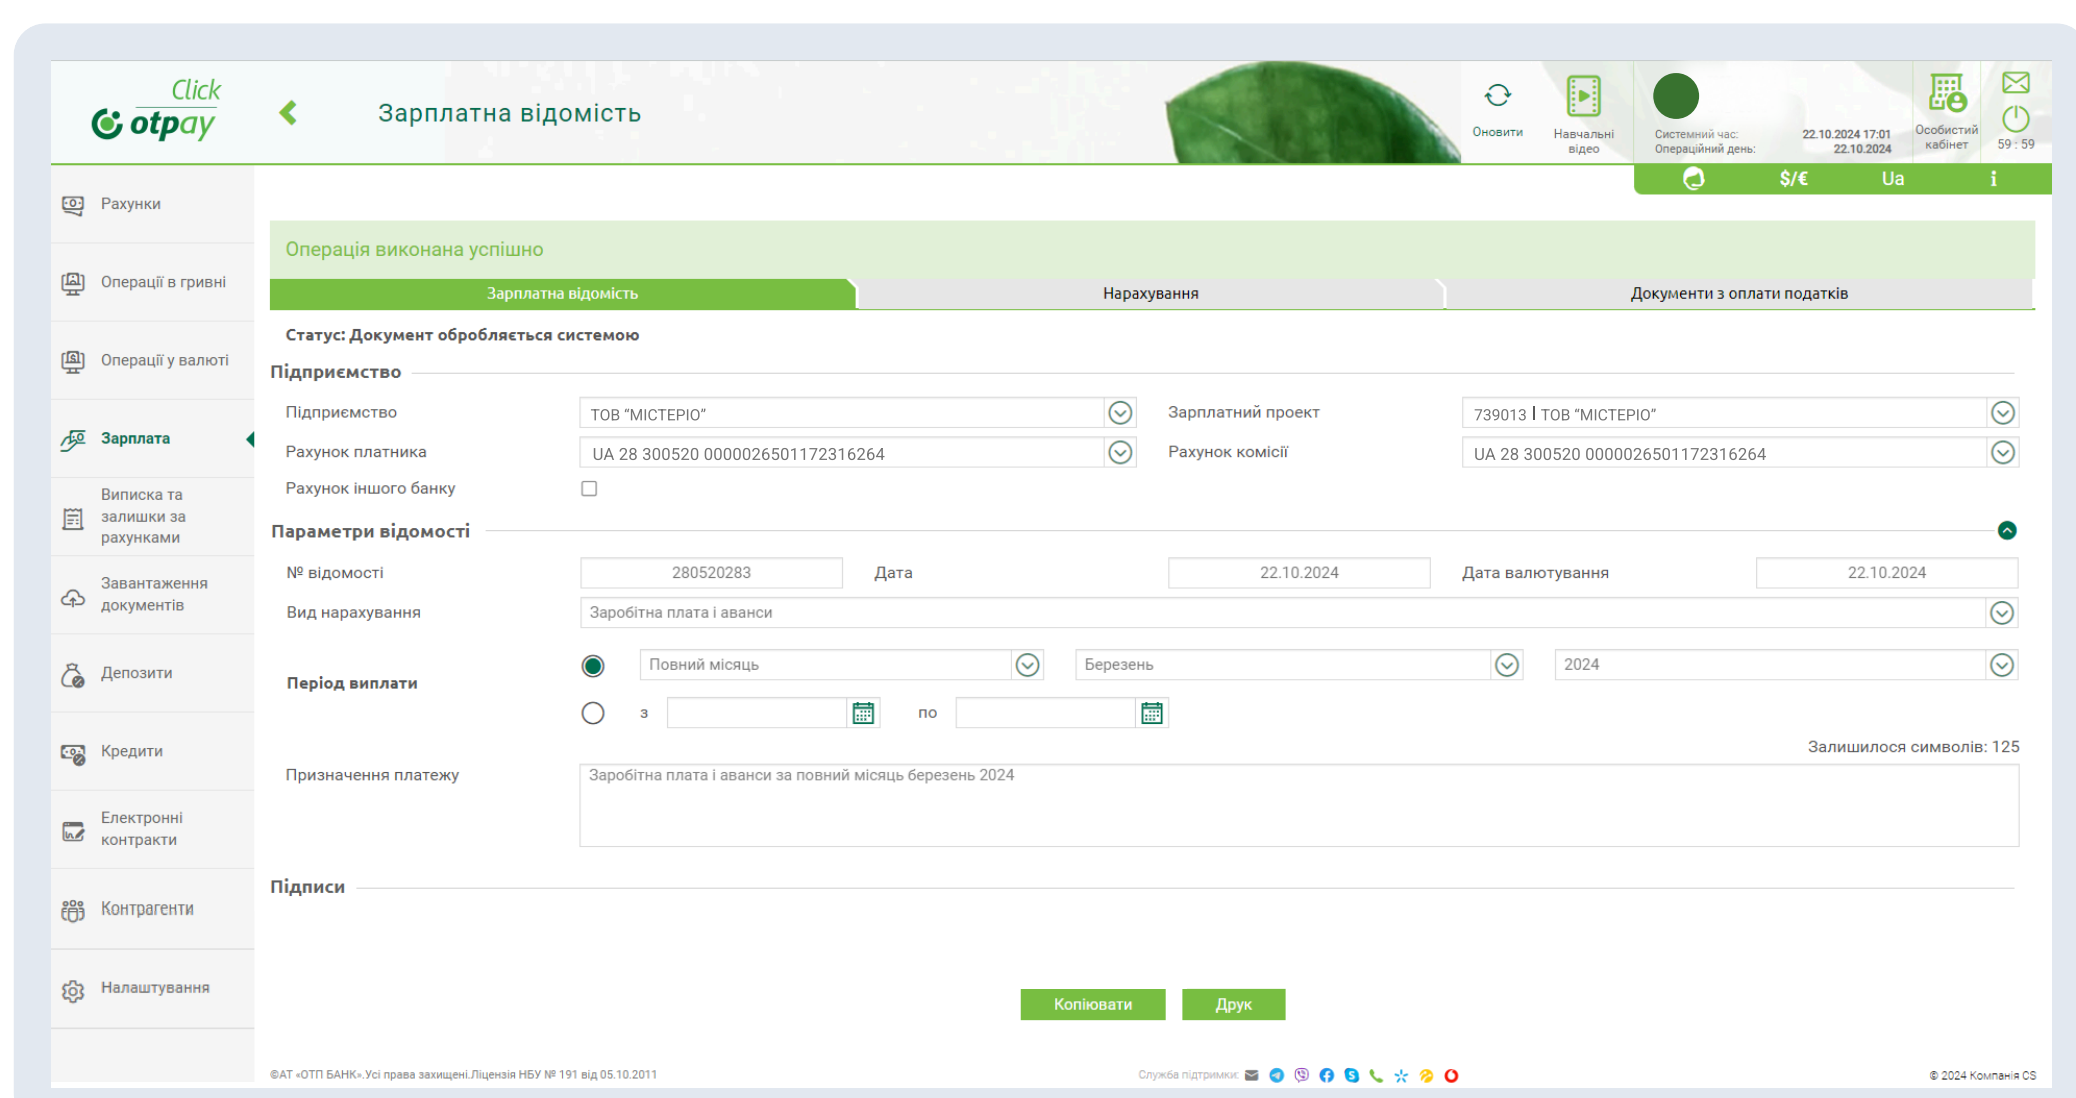 Click
otpay
Зарплатна відомість
Оновити
Навчальні
відео
Системний час: 22.10.2024 17:01
Операційний день: 22.10.2024
Особистий
кабінет
59 : 59
$/€ Ua i
Рахунки
Операції в гривні
Операції у валюті
Зарплата
Виписка та
залишки за
рахунками
Завантаження
документів
Депозити
Кредити
Електронні
контракти
Контрагенти
Налаштування
Операція виконана успішно
Зарплатна відомість Нарахування Документи з оплати податків
Статус: Документ обробляється системою
Підприємство
Підприємство ТОВ “МІСТЕРІО” Зарплатний проект 739013 | ТОВ “МІСТЕРІО”
Рахунок платника UA 28 300520 0000026501172316264 Рахунок комісії UA 28 300520 0000026501172316264
Рахунок іншого банку
Параметри відомості
№ відомості 280520283 Дата 22.10.2024 Дата валютування 22.10.2024
Вид нарахування Заробітна плата і аванси
Період виплати Повний місяць Березень 2024
з по
Залишилося символів: 125
Призначення платежу Заробітна плата і аванси за повний місяць березень 2024
Підписи
Копіювати Друк
©АТ «ОТП БАНК».Усі права захищені.Ліцензія НБУ № 191 від 05.10.2011 Служба підтримки: © 2024 Компанія CS